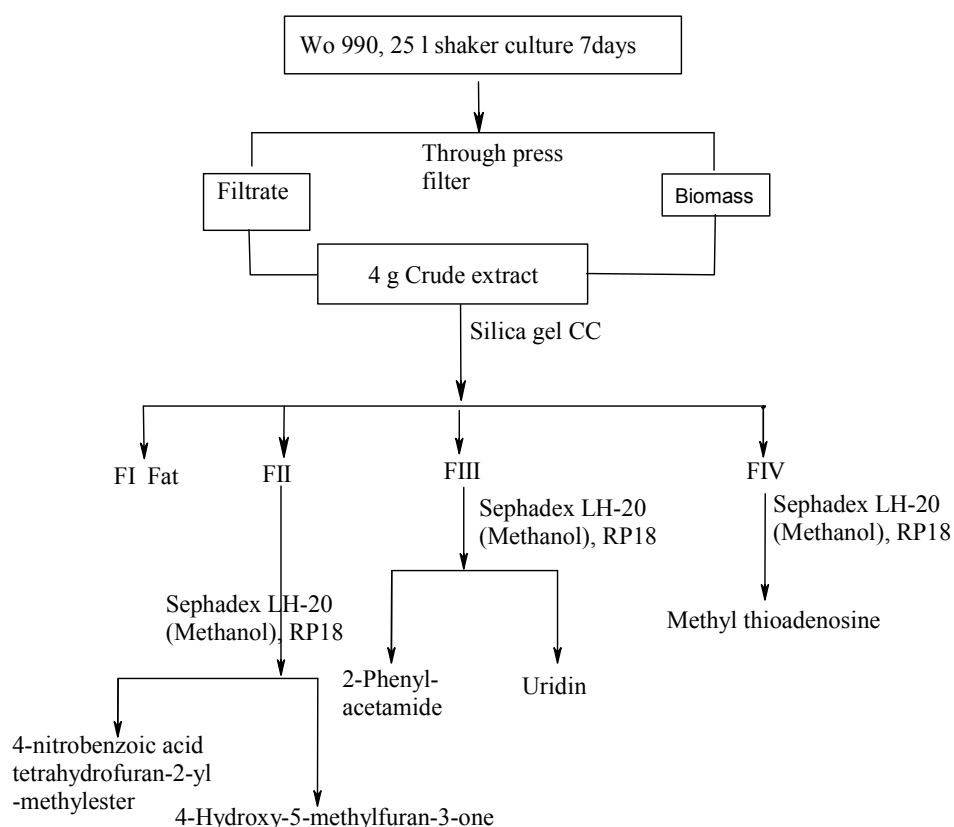 Wo 990, 25 l shaker culture 7days
Through press
filter
Filtrate
Biomass
4 g Crude extract
Silica gel CC
FI Fat
FII
FIII
FIV
Sephadex LH-20
(Methanol), RP18
Sephadex LH-20
(Methanol), RP18
Sephadex LH-20
(Methanol), RP18
Methyl thioadenosine
2-Phenyl-
acetamide
Uridin
4-nitrobenzoic acid
tetrahydrofuran-2-yl
-methylester
4-Hydroxy-5-methylfuran-3-one